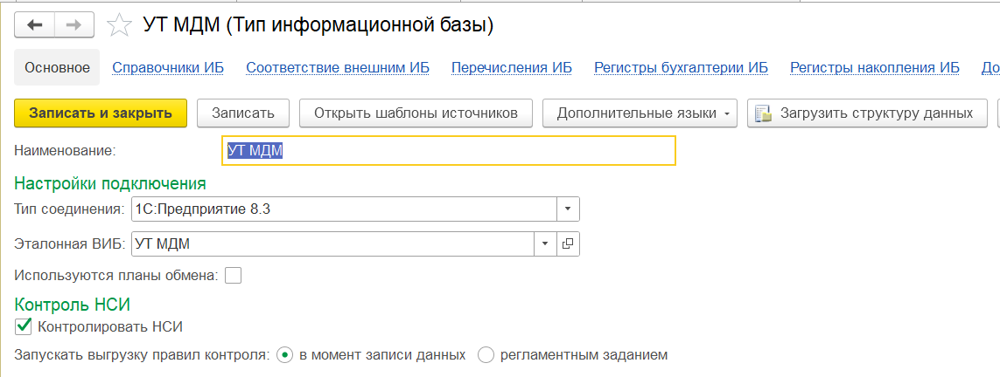 УТ МДМ (Тип информационной базы)
Основное Справочники ИБ Соответствие внешним ИБ Перечисления ИБ Регистры бухгалтерии ИБ Регистры накопления ИБ До
Записать и закрыть Записать Открыть шаблоны источников Дополнительные языки Загрузить структуру данных
Наименование: УТ МДМ
Настройки подключения
Тип соединения: 1С:Предприятие 8.3
Эталонная ВИБ: УТ МДМ
Используются планы обмена:
Контроль НСИ
Контролировать НСИ
Запускать выгрузку правил контроля: в момент записи данных регламентным заданием